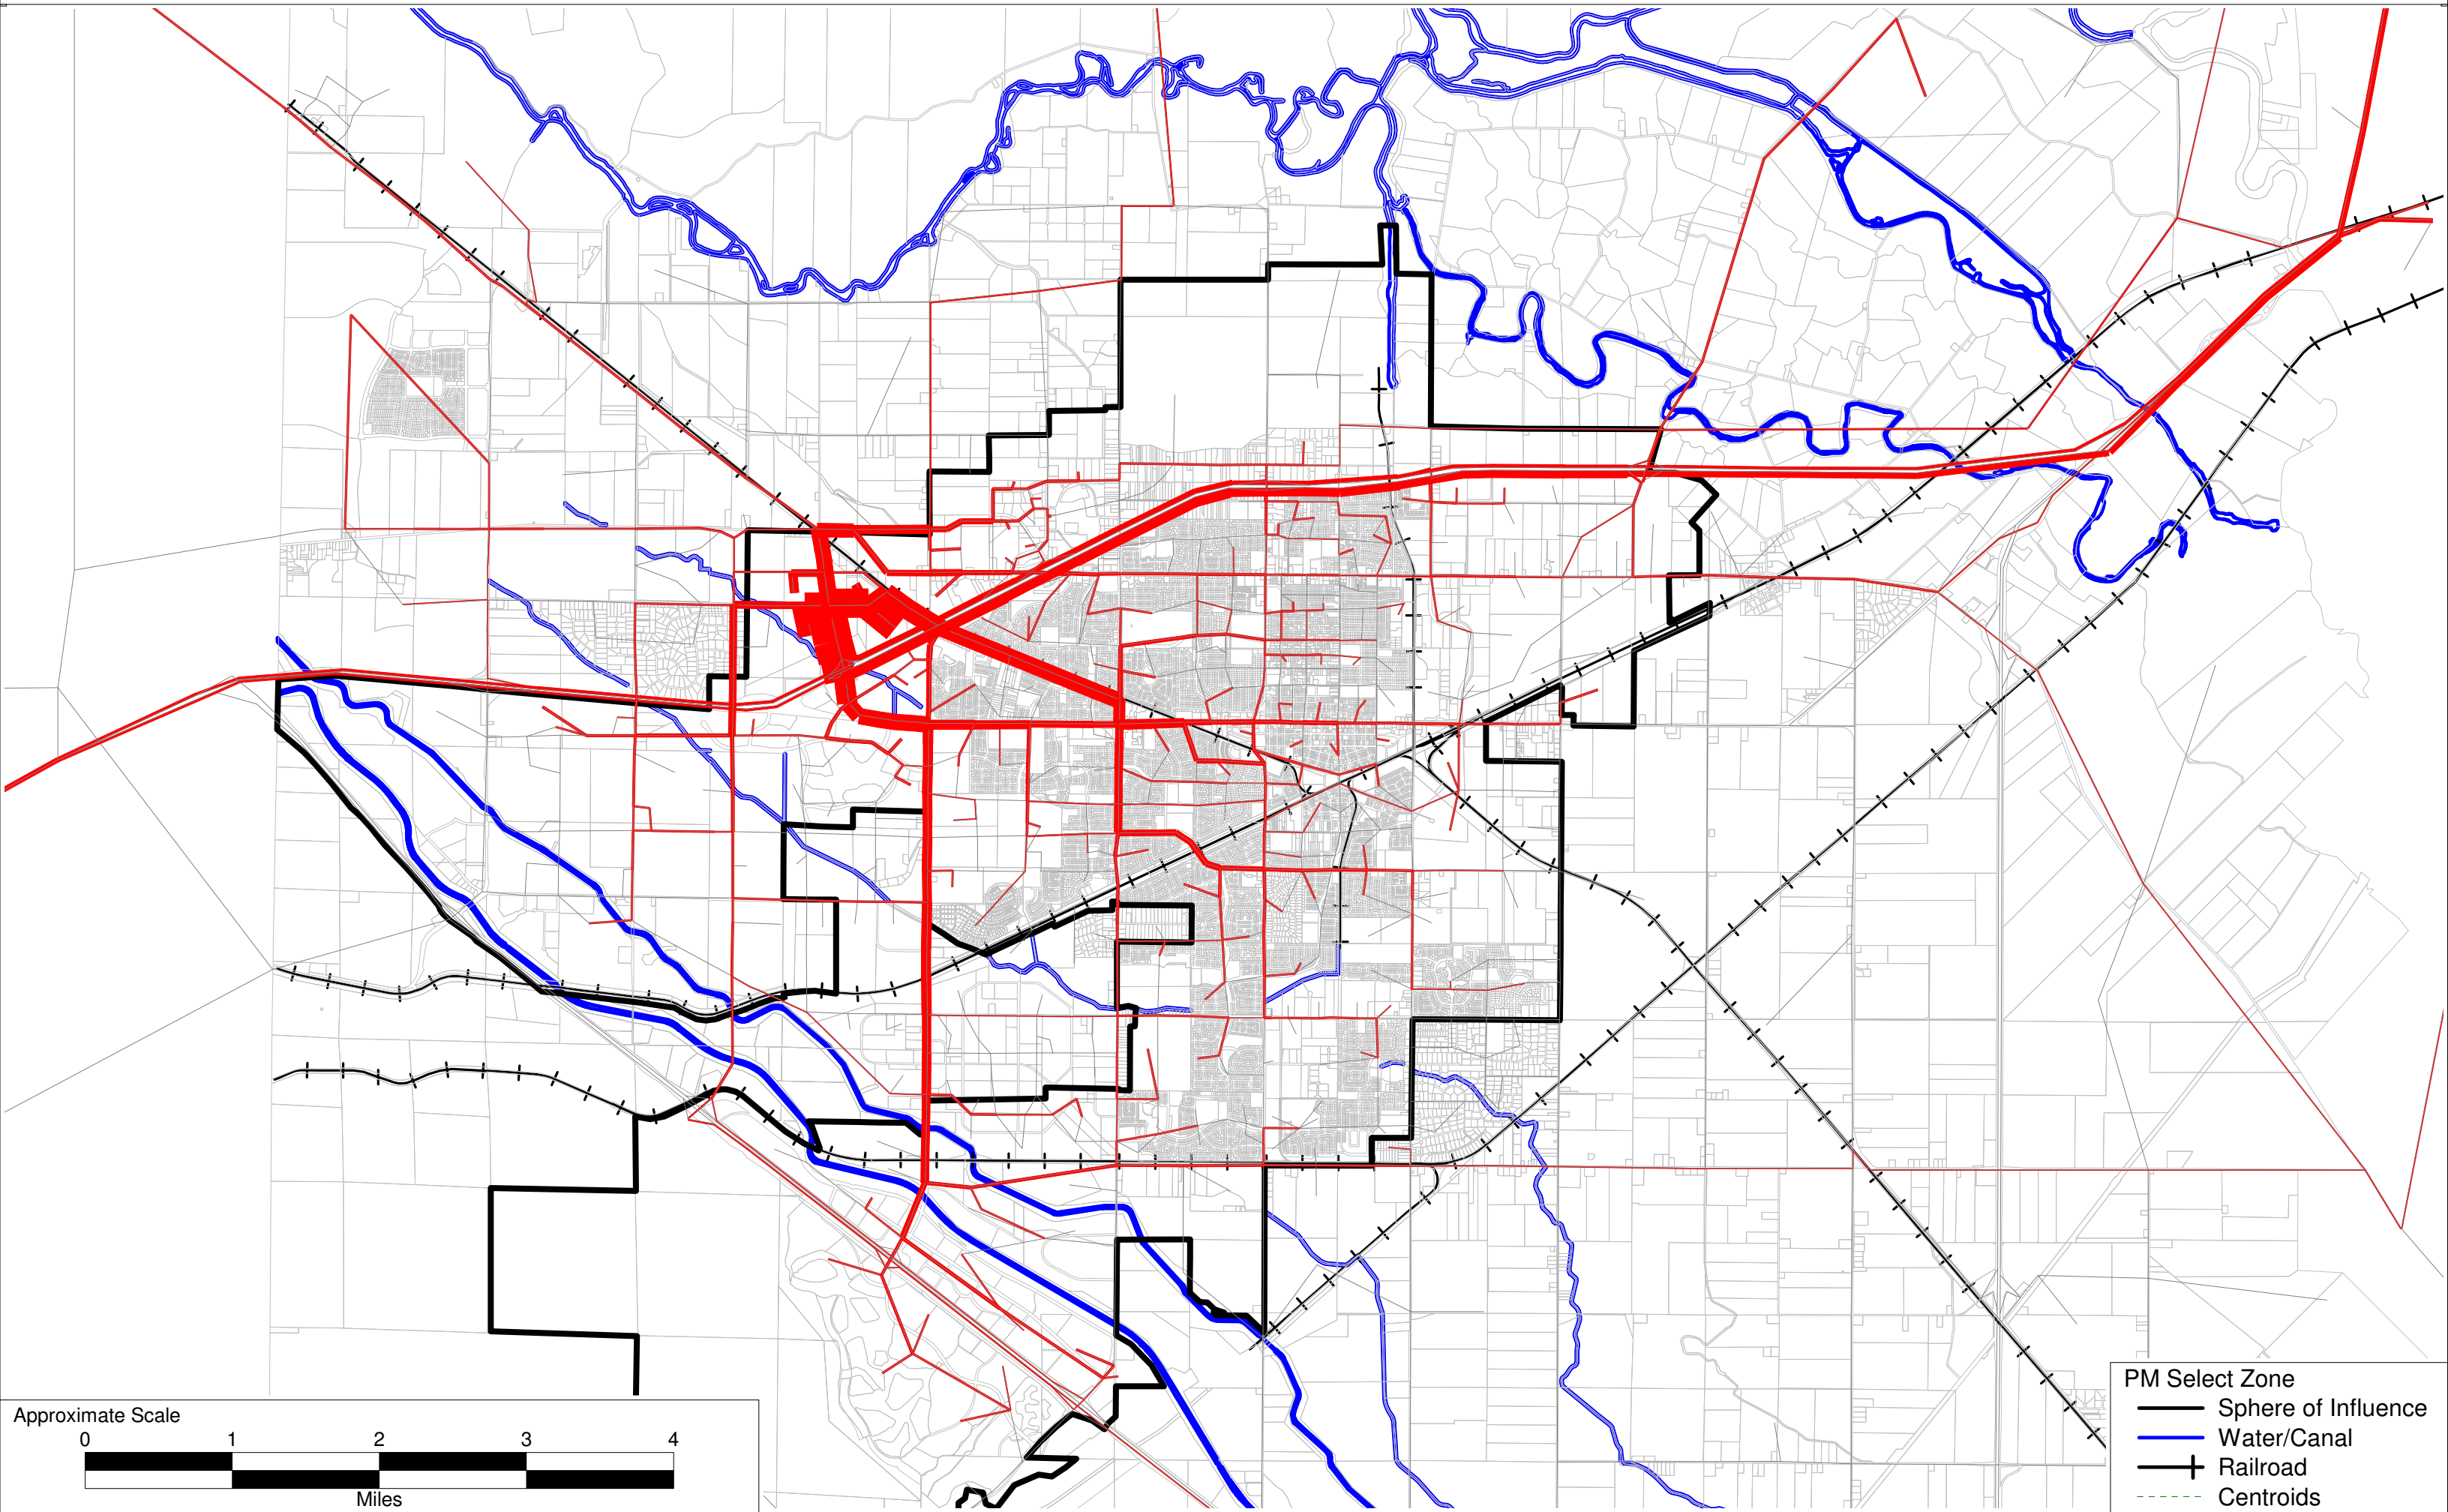 Approximate Scale
0 1 2 3 4
Miles
PM Select Zone
Sphere of Influence
Water/Canal
Railroad
Centroids